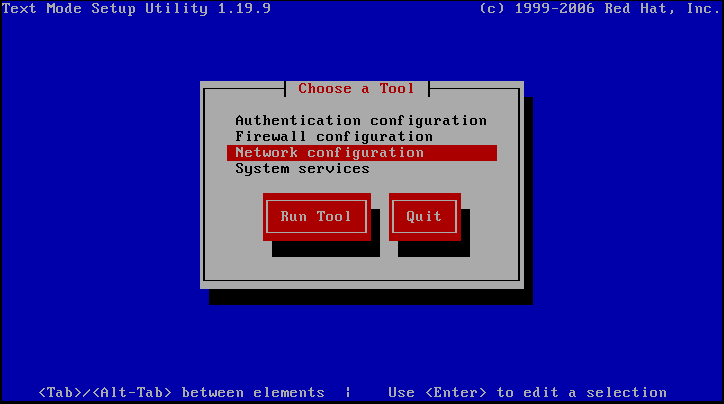 Text Mode Setup Utility 1.19.9 (c) 1999-2006 Red Hat, Inc.
Choose a Tool
Authentication configuration
Firewall configuration
Network configuration
System services
Run Tool Quit
<Tab>/<Alt-Tab> between elements | Use <Enter> to edit a selection